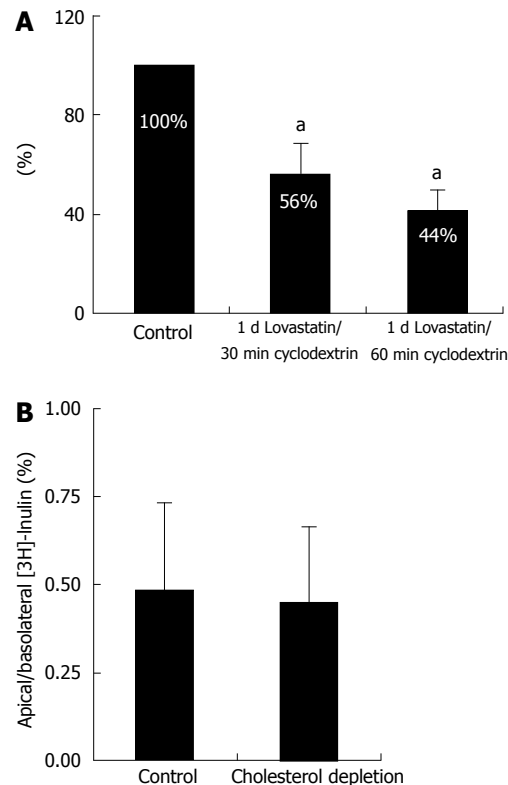 A
120
80
40
0
(%)
100%
a
56%
a
44%
Control
1 d Lovastatin/
30 min cyclodextrin
1 d Lovastatin/
60 min cyclodextrin
B
1.00
0.75
0.50
0.25
0.00
Apical/basolateral [3H]-Inulin (%)
Control
Cholesterol depletion